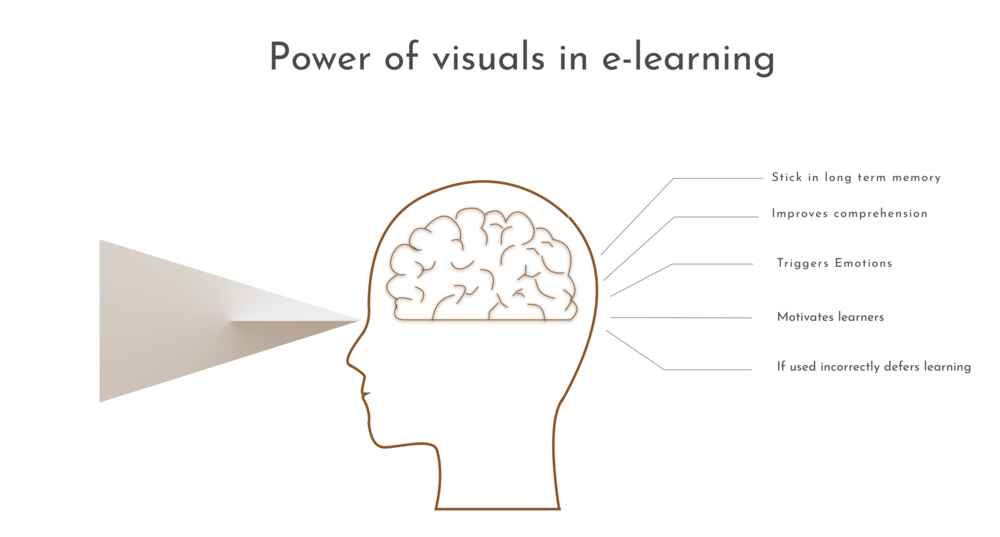 Power of visuals in e-learning
Stick in long term memory
Improves comprehension
Triggers Emotions
Motivates learners
If used incorrectly defers learning